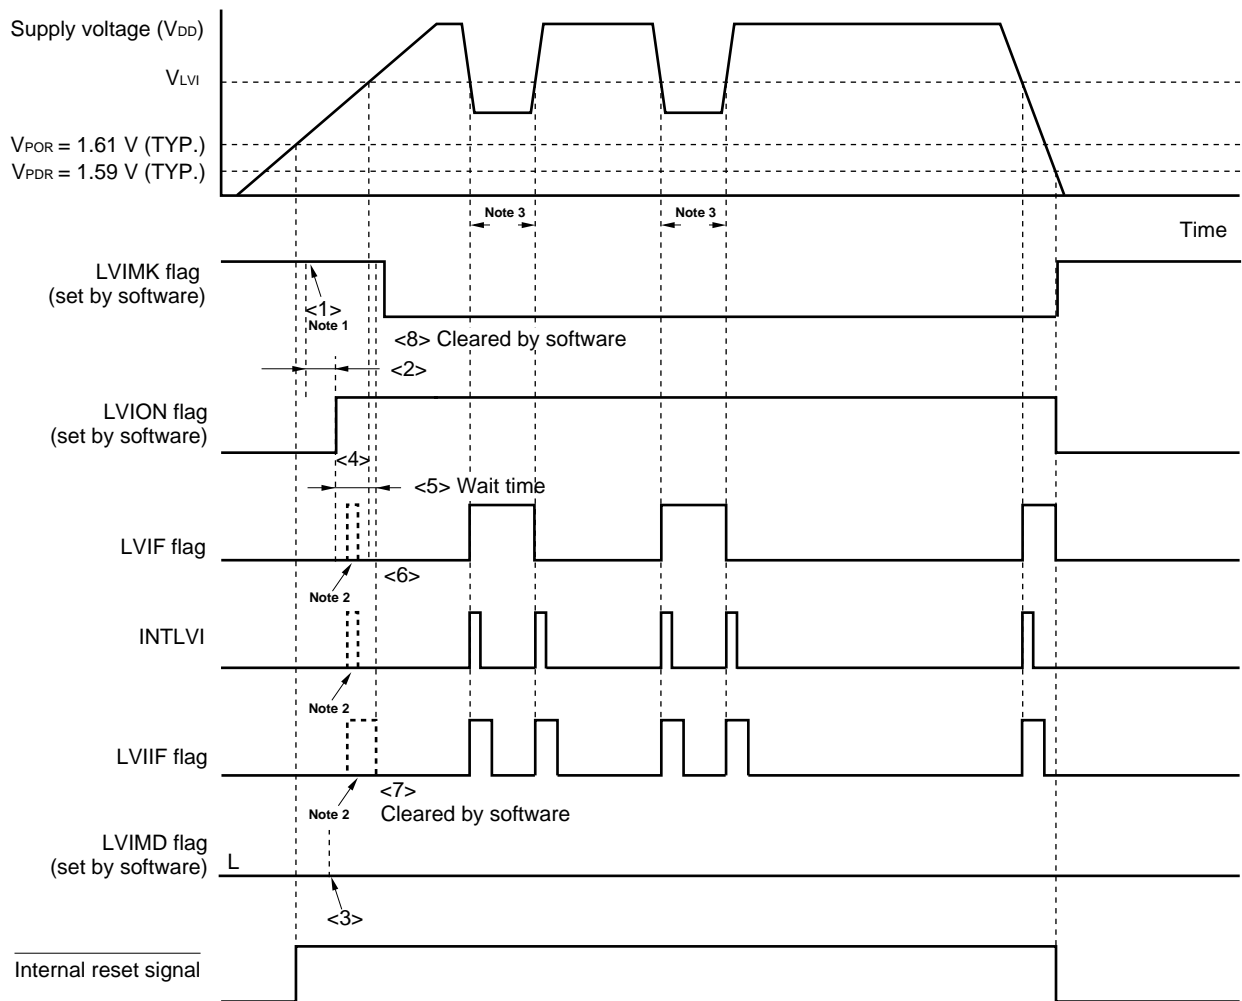 Supply voltage (VDD)
VLVI
VPOR = 1.61 V (TYP.)
VPDR = 1.59 V (TYP.)
Note 3
Note 3
Time
LVIMK flag
(set by software)
<1>
Note 1
<8> Cleared by software
<2>
LVION flag
(set by software)
<4>
<5> Wait time
LVIF flag
<6>
Note 2
INTLVI
Note 2
LVIIF flag
<7>
Note 2
Cleared by software
LVIMD flag
(set by software)
L
<3>
Internal reset signal